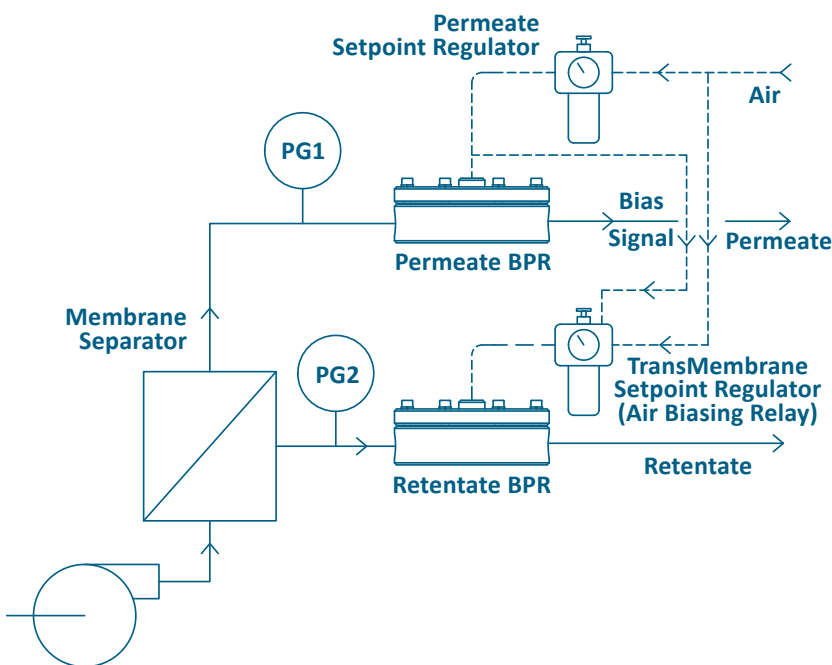 Permeate
Setpoint Regulator
Air
PG1
Bias
Signal
Permeate
Permeate BPR
Membrane
Separator
PG2
TransMembrane
Setpoint Regulator
(Air Biasing Relay)
Retentate
Retentate BPR